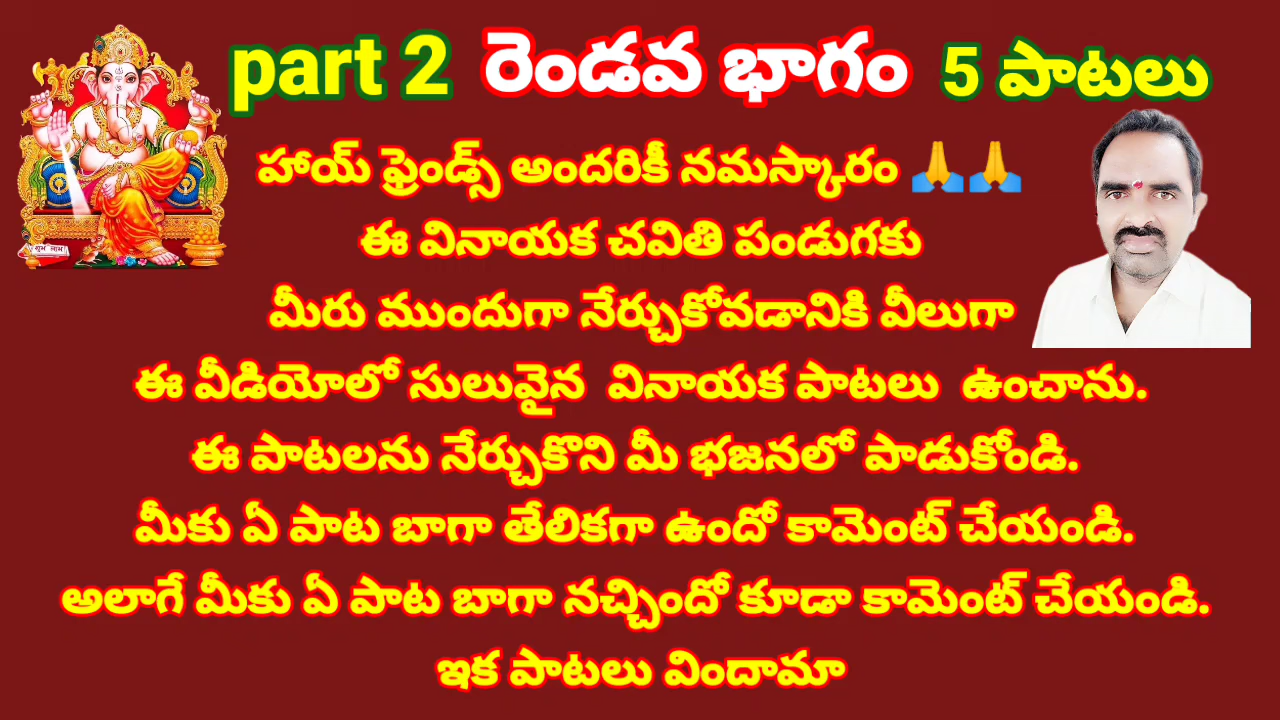 part 2 రెండవ భాగం 5 పాటలు
హాయ్ ఫ్రెండ్స్ అందరికీ నమస్కారం 🙏🙏
ఈ వినాయక చవితి పండుగకు
మీరు ముందుగా నేర్చుకోవడానికి వీలుగా
ఈ వీడియోలో సులువైన వినాయక పాటలు ఉంచాను.
ఈ పాటలను నేర్చుకొని మీ భజనలో పాడుకోండి.
మీకు ఏ పాట బాగా తేలికగా ఉందో కామెంట్ చేయండి.
అలాగే మీకు ఏ పాట బాగా నచ్చిందో కూడా కామెంట్ చేయండి.
ఇక పాటలు విందామా
शुभ लाभ